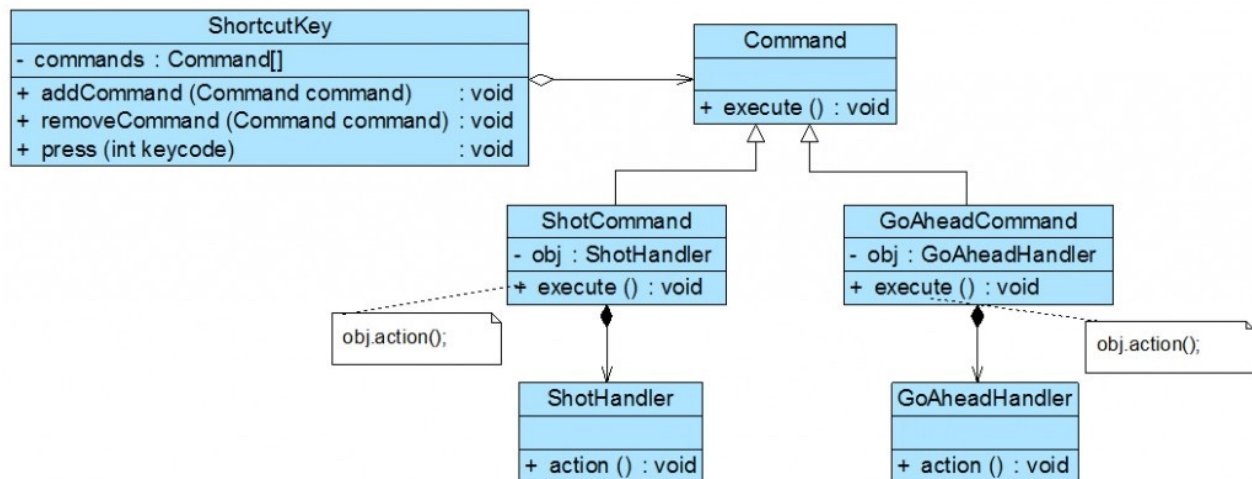 ShortcutKey
- commands : Command[]
+ addCommand (Command command) : void
+ removeCommand (Command command) : void
+ press (int keycode) : void
Command
+ execute () : void
ShotCommand
- obj : ShotHandler
+ execute () : void
GoAheadCommand
- obj : GoAheadHandler
+ execute () : void
obj.action();
obj.action();
ShotHandler
+ action () : void
GoAheadHandler
+ action () : void